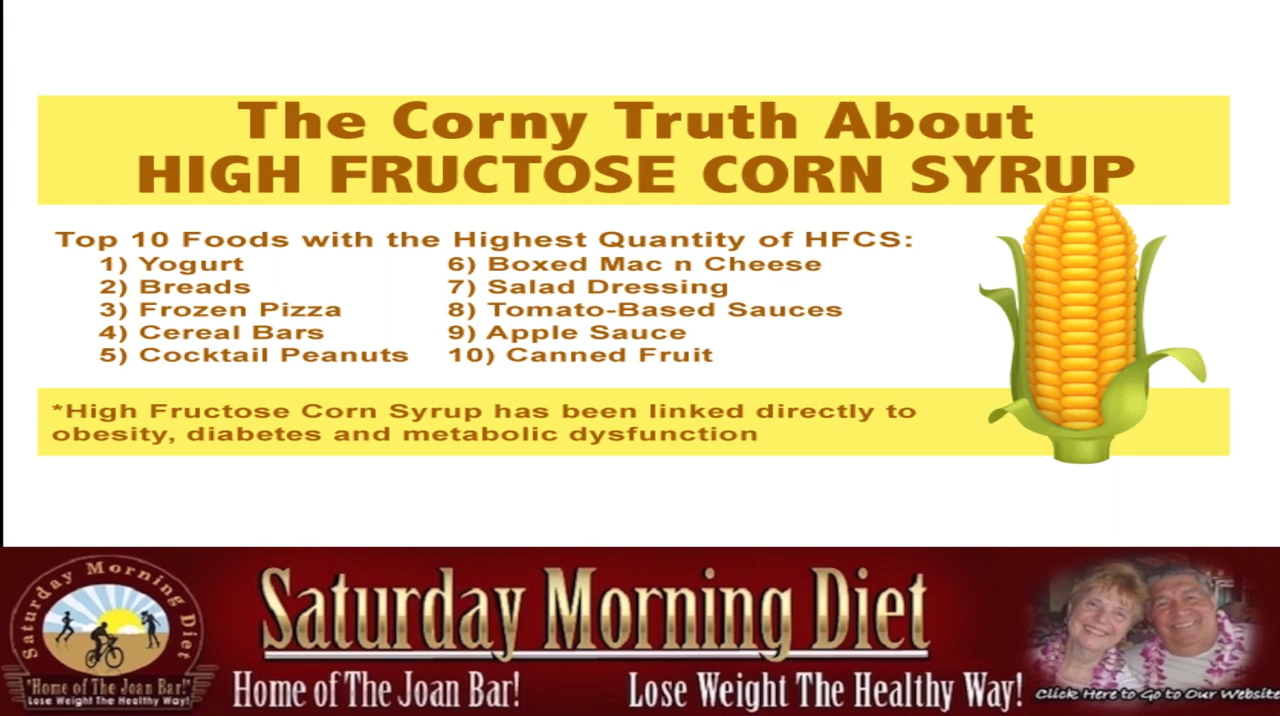 The Corny Truth About
HIGH FRUCTOSE CORN SYRUP
Top 10 Foods with the Highest Quantity of HFCS:
1) Yogurt
2) Breads
3) Frozen Pizza
4) Cereal Bars
5) Cocktail Peanuts
6) Boxed Mac n Cheese
7) Salad Dressing
8) Tomato-Based Sauces
9) Apple Sauce
10) Canned Fruit
*High Fructose Corn Syrup has been linked directly to
obesity, diabetes and metabolic dysfunction
Saturday Morning Diet
"Home of The Joan Bar!"
Lose Weight The Healthy Way!
Saturday Morning Diet
Home of The Joan Bar!
Lose Weight The Healthy Way!
Click Here to Go to Our Website